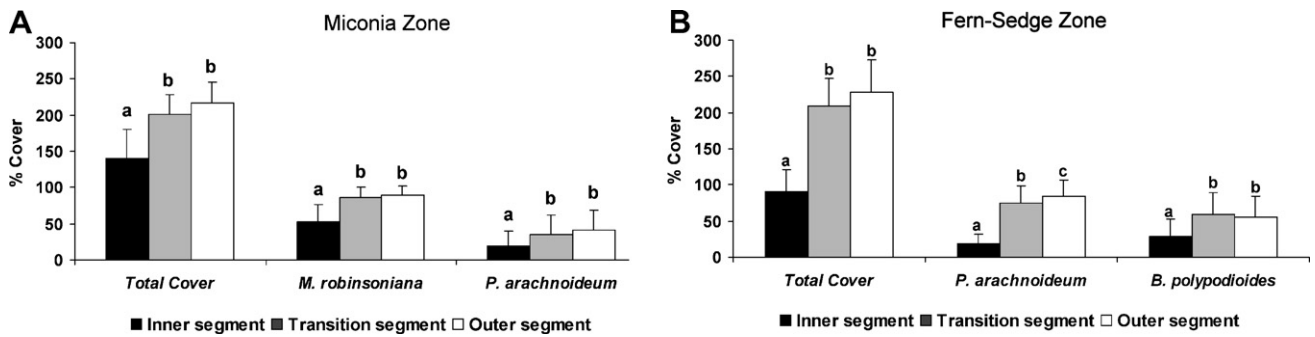 A
Miconia Zone
300
250
200
150
100
50
0
% Cover
a b b
a b b
a b b
Total Cover M. robinsoniana P. arachnoideum
Inner segment Transition segment Outer segment
B
Fern-Sedge Zone
300
250
200
150
100
50
0
% Cover
a b b
a b c
a b b
Total Cover P. arachnoideum B. polypodioides
Inner segment Transition segment Outer segment